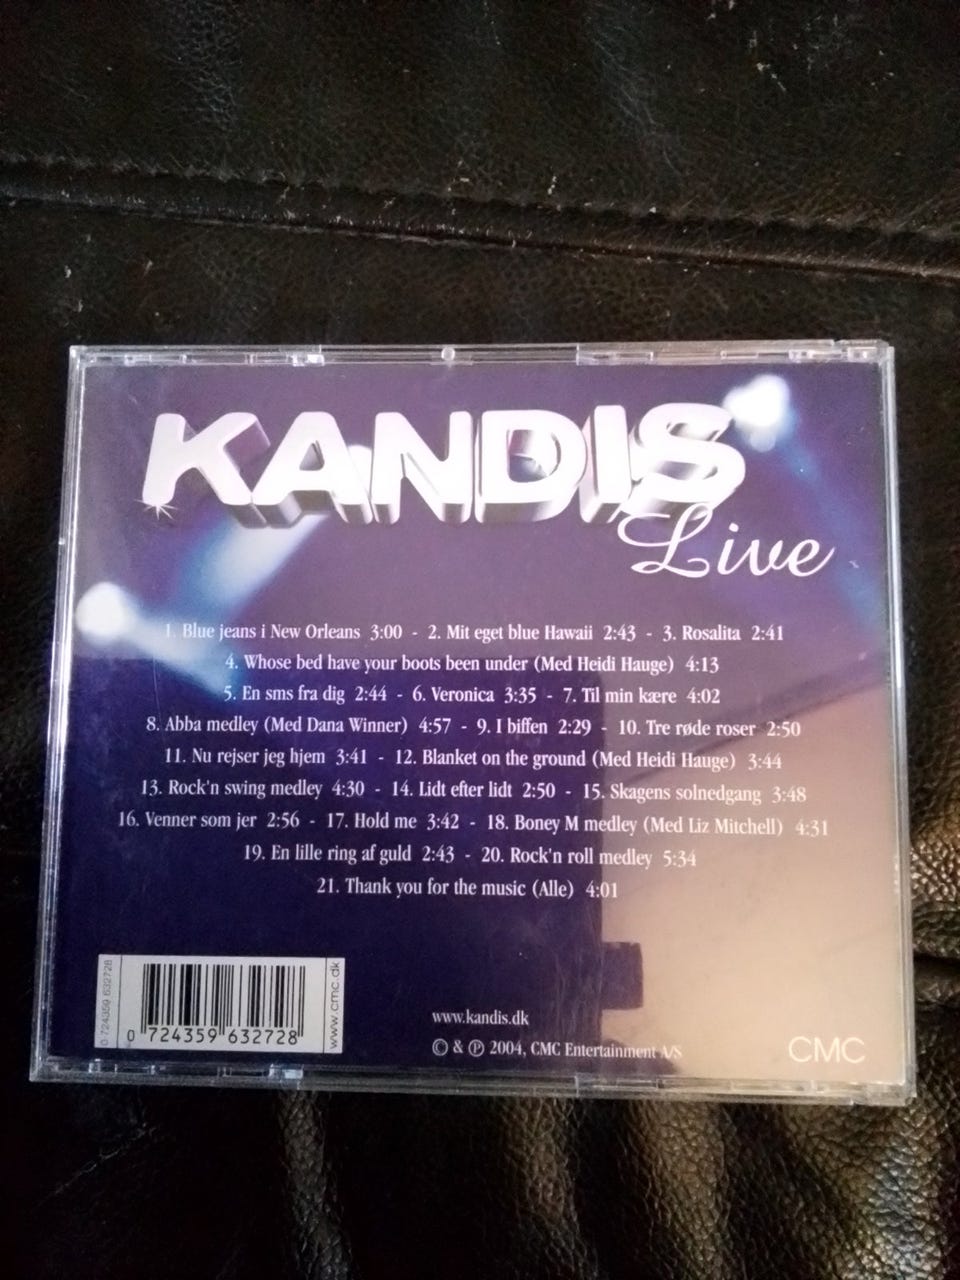 KANDIS
Live
1. Blue jeans i New Orleans 3:00 - 2. Mit eget blue Hawaii 2:43 - 3. Rosalita 2:41
4. Whose bed have your boots been under (Med Heidi Hauge) 4:13
5. En sms fra dig 2:44 - 6. Veronica 3:35 - 7. Til min kære 4:02
8. Abba medley (Med Dana Winner) 4:57 - 9. I biffen 2:29 - 10. Tre røde roser 2:50
11. Nu rejser jeg hjem 3:41 - 12. Blanket on the ground (Med Heidi Hauge) 3:44
13. Rock'n swing medley 4:30 - 14. Lidt efter lidt 2:50 - 15. Skagens solnedgang 3:48
16. Venner som jer 2:56 - 17. Hold me 3:42 - 18. Boney M medley (Med Liz Mitchell) 4:31
19. En lille ring af guld 2:43 - 20. Rock'n roll medley 5:34
21. Thank you for the music (Alle) 4:01
0 724359 632728
0 724359 632728
www.cmc.dk
www.kandis.dk
© & ℗ 2004, CMC Entertainment A/S
CMC